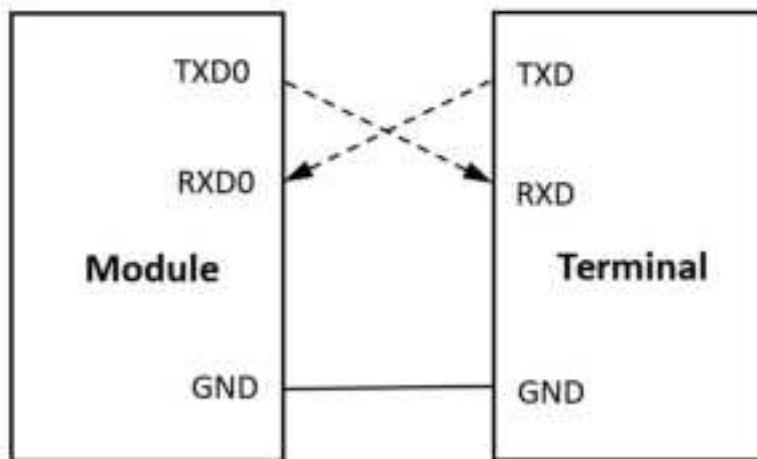 TXD0
TXD
RXD0
RXD
Module
Terminal
GND
GND